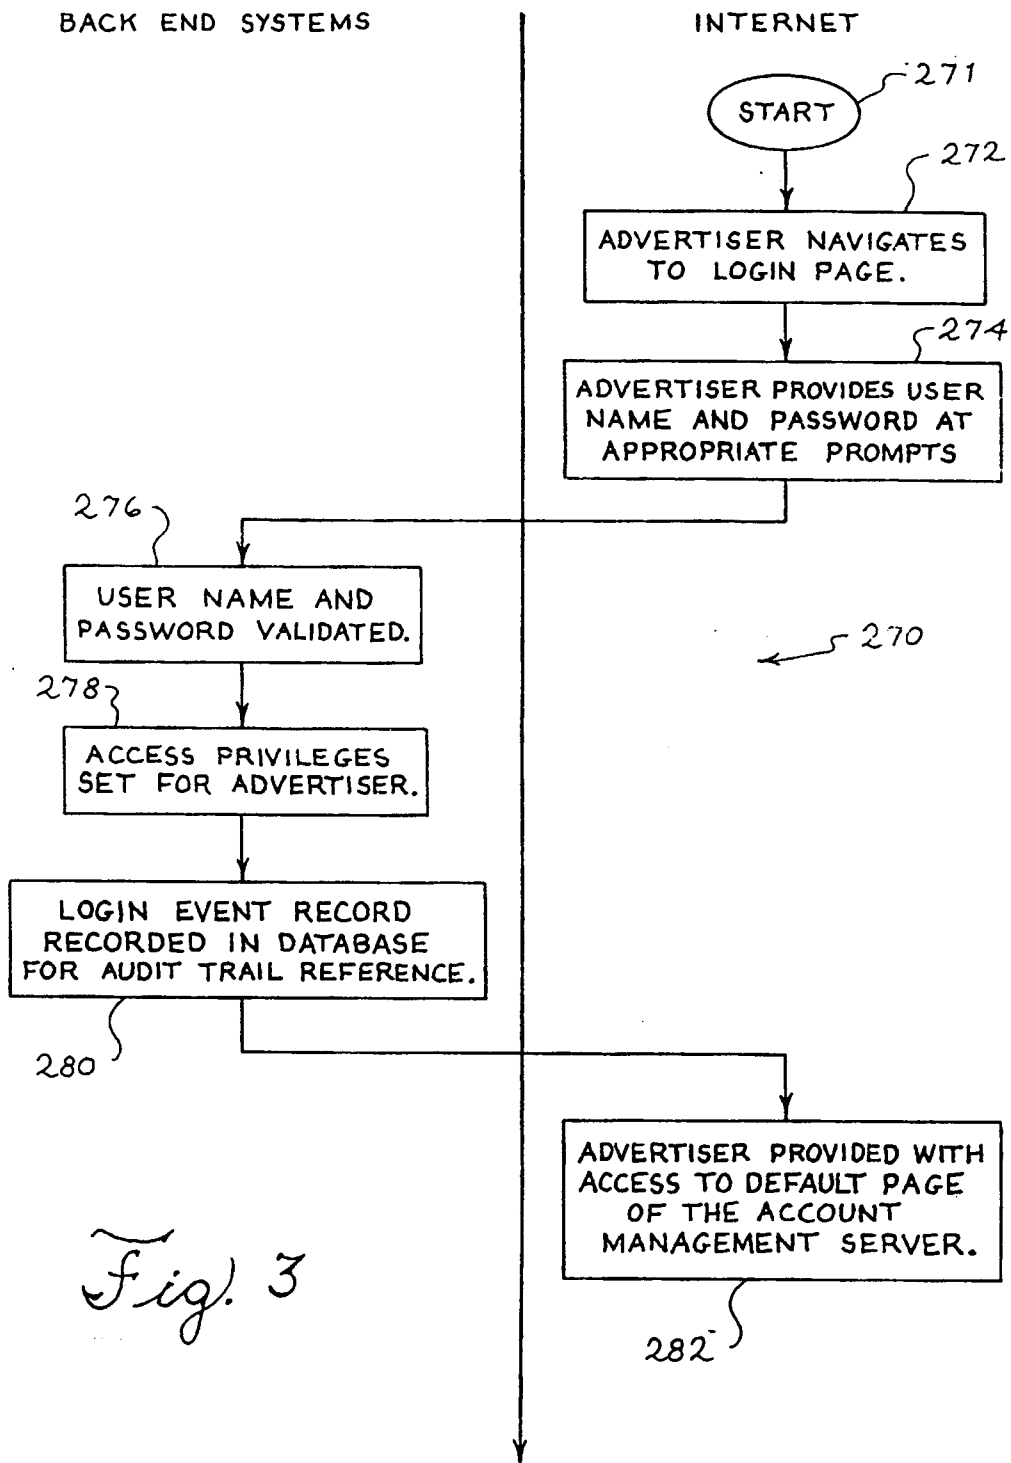 BACK END SYSTEMS
INTERNET
START
271
272
ADVERTISER NAVIGATES
TO LOGIN PAGE.
274
ADVERTISER PROVIDES USER
NAME AND PASSWORD AT
APPROPRIATE PROMPTS
276
USER NAME AND
PASSWORD VALIDATED.
270
278
ACCESS PRIVILEGES
SET FOR ADVERTISER.
LOGIN EVENT RECORD
RECORDED IN DATABASE
FOR AUDIT TRAIL REFERENCE.
280
ADVERTISER PROVIDED WITH
ACCESS TO DEFAULT PAGE
OF THE ACCOUNT
MANAGEMENT SERVER.
282
Fig. 3